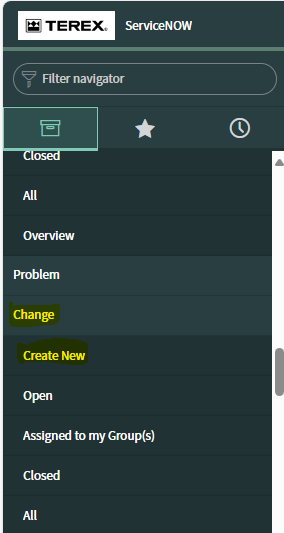 TEREX® ServiceNOW
Filter navigator
Closed
All
Overview
Problem
Change
Create New
Open
Assigned to my Group(s)
Closed
All